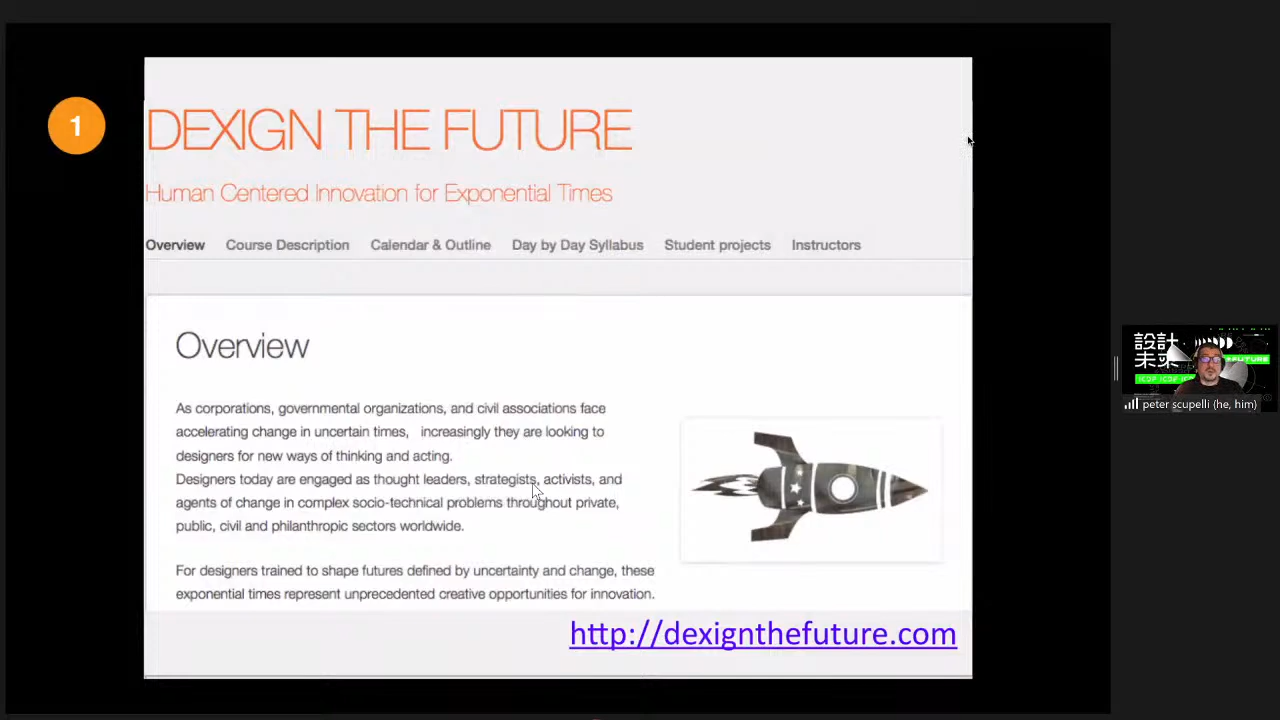 1
DEXIGN THE FUTURE
Human Centered Innovation for Exponential Times
Overview Course Description Calendar & Outline Day by Day Syllabus Student projects Instructors
Overview
As corporations, governmental organizations, and civil associations face
accelerating change in uncertain times, increasingly they are looking to
designers for new ways of thinking and acting.
Designers today are engaged as thought leaders, strategists, activists, and
agents of change in complex socio-technical problems throughout private,
public, civil and philanthropic sectors worldwide.
For designers trained to shape futures defined by uncertainty and change, these
exponential times represent unprecedented creative opportunities for innovation.
http://dexignthefuture.com
設計
未來
peter scupelli (he, him)